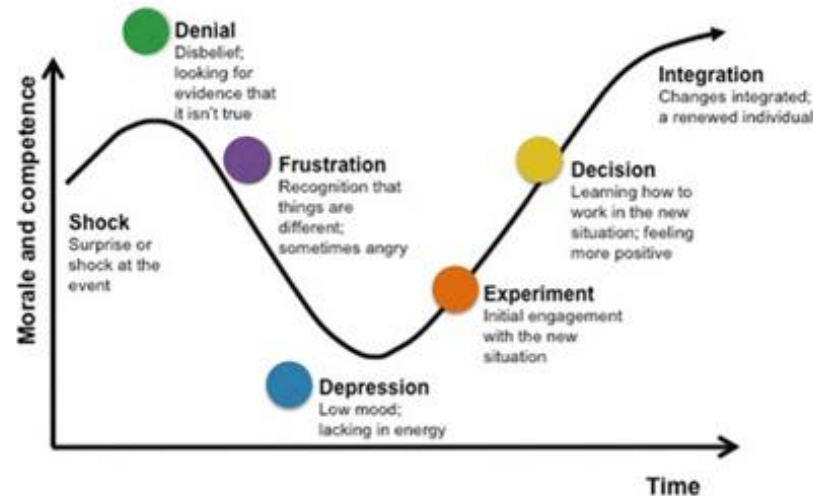 Denial
Disbelief;
looking for
evidence that
it isn't true
Morale and competence
Shock
Surprise or
shock at the
event
Frustration
Recognition that
things are
different;
sometimes angry
Depression
Low mood;
lacking in energy
Experiment
Initial engagement
with the new
situation
Decision
Learning how to
work in the new
situation; feeling
more positive
Integration
Changes integrated;
a renewed individual
Time